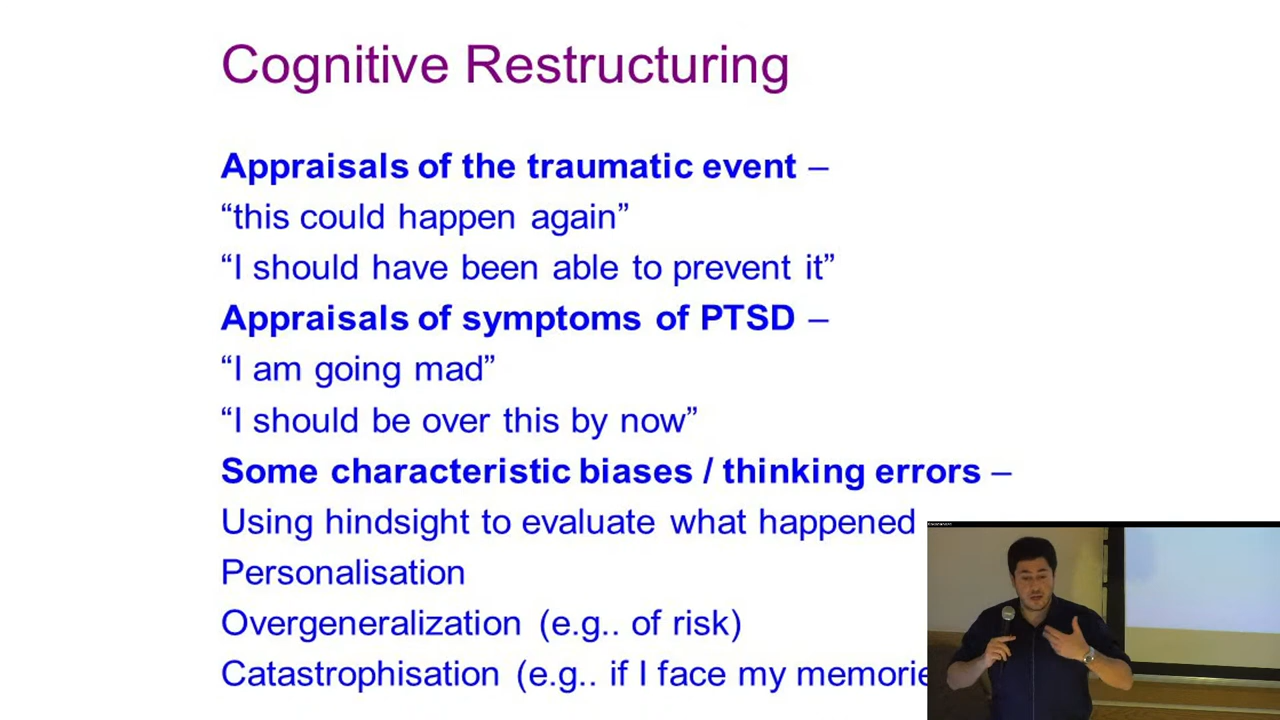 Cognitive Restructuring
Appraisals of the traumatic event –
“this could happen again”
“I should have been able to prevent it”
Appraisals of symptoms of PTSD –
“I am going mad”
“I should be over this by now”
Some characteristic biases / thinking errors –
Using hindsight to evaluate what happened
Personalisation
Overgeneralization (e.g.. of risk)
Catastrophisation (e.g.. if I face my